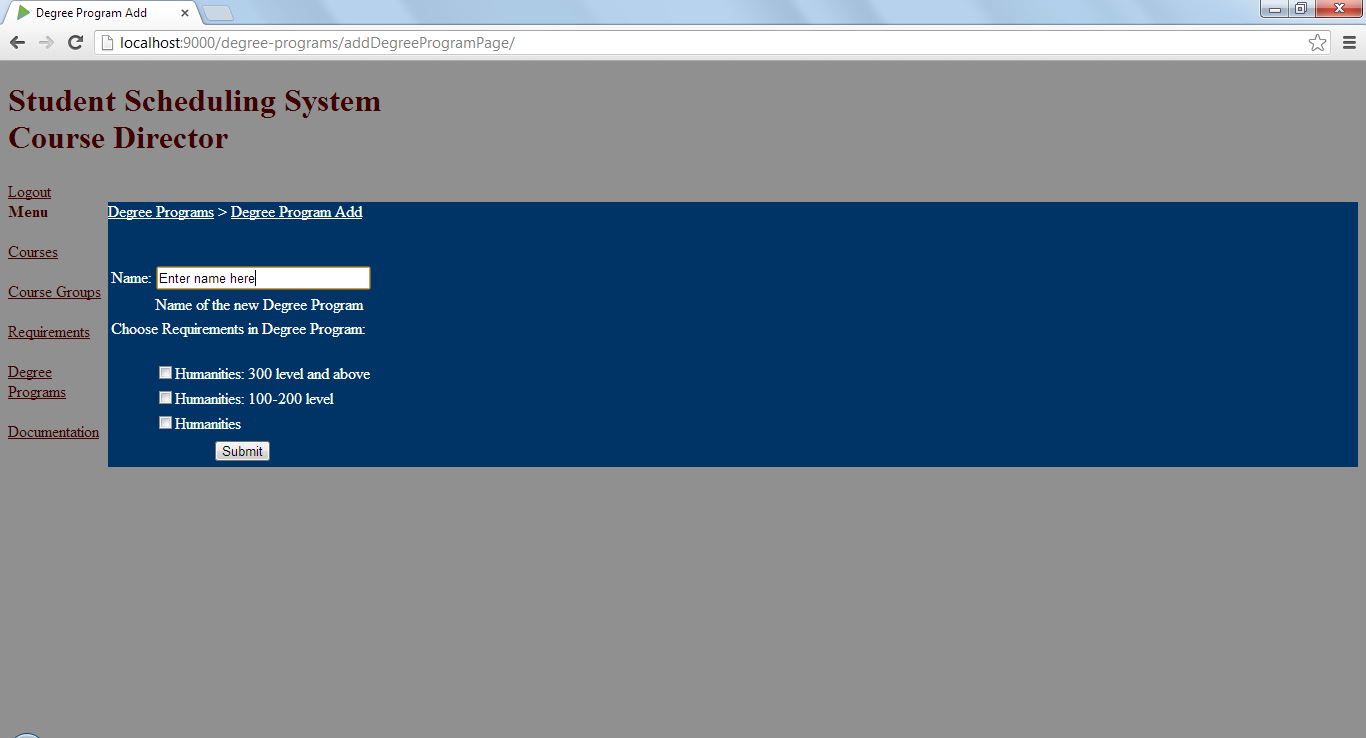 Degree Program Add
localhost:9000/degree-programs/addDegreeProgramPage/
Student Scheduling System
Course Director
Logout
Menu
Courses
Course Groups
Requirements
Degree
Programs
Documentation
Degree Programs > Degree Program Add
Name: Enter name here
Name of the new Degree Program
Choose Requirements in Degree Program:
Humanities: 300 level and above
Humanities: 100-200 level
Humanities
Submit